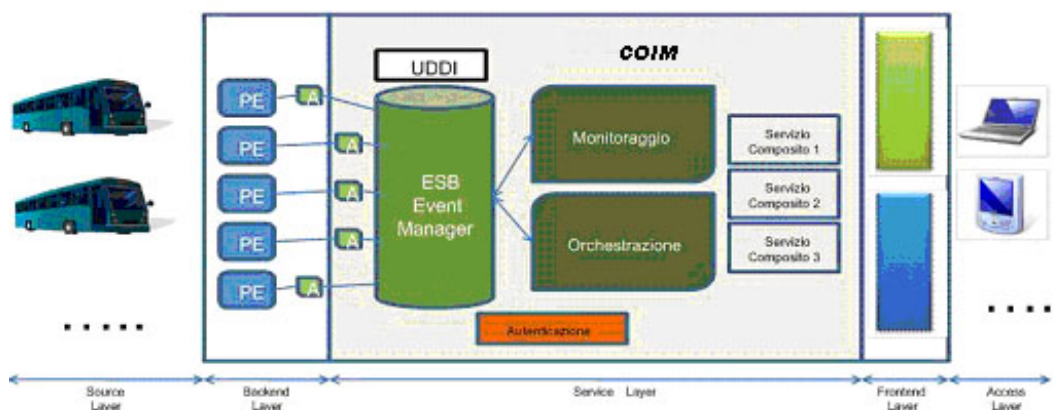 UDDI
COIM
PE
A
PE
A
PE
A
PE
A
PE
A
ESB
Event
Manager
Monitoraggio
Orchestrazione
Servizio
Composito 1
Servizio
Composito 2
Servizio
Composito 3
Autenticazione
Source
Layer
Backend
Layer
Service Layer
Frontend
Layer
Access
Layer